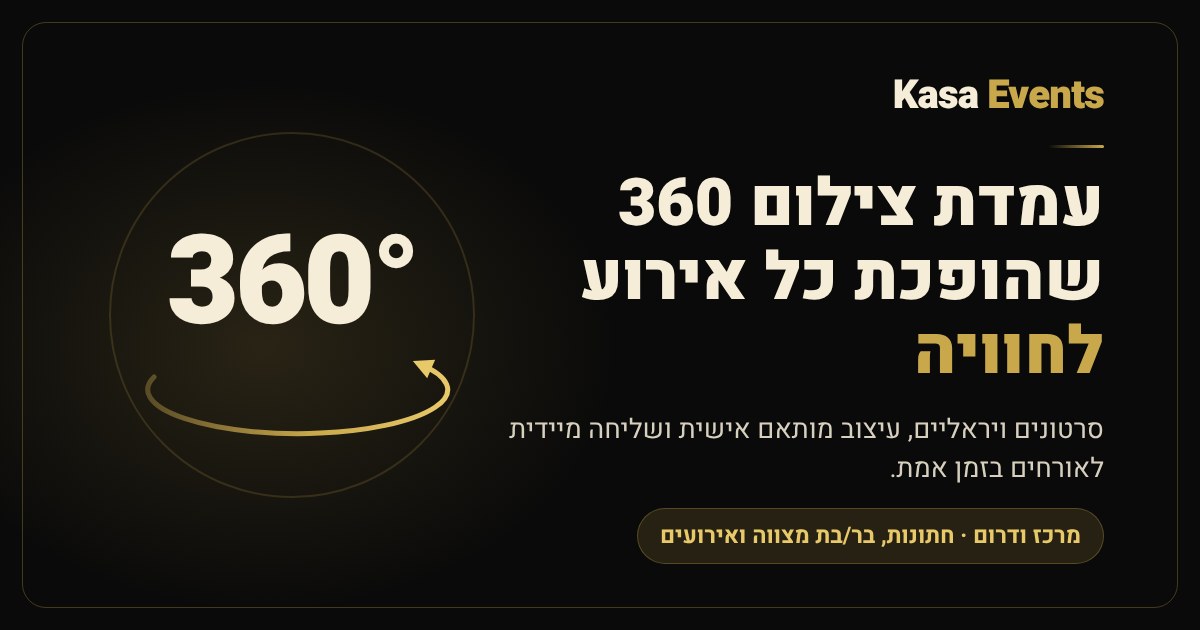 Kasa Events
עמדת צילום 360
שהופכת כל אירוע
לחוויה
סרטונים ויראליים, עיצוב מותאם אישית ושליחה מיידית
לאורחים בזמן אמת.
מרכז ודרום · חתונות, בר/בת מצווה ואירועים
360°